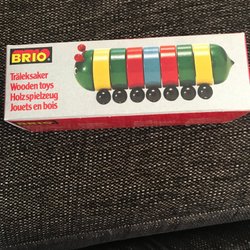 BRIO
Träleksaker
Wooden toys
Holzspielzeug
Jouets en bois